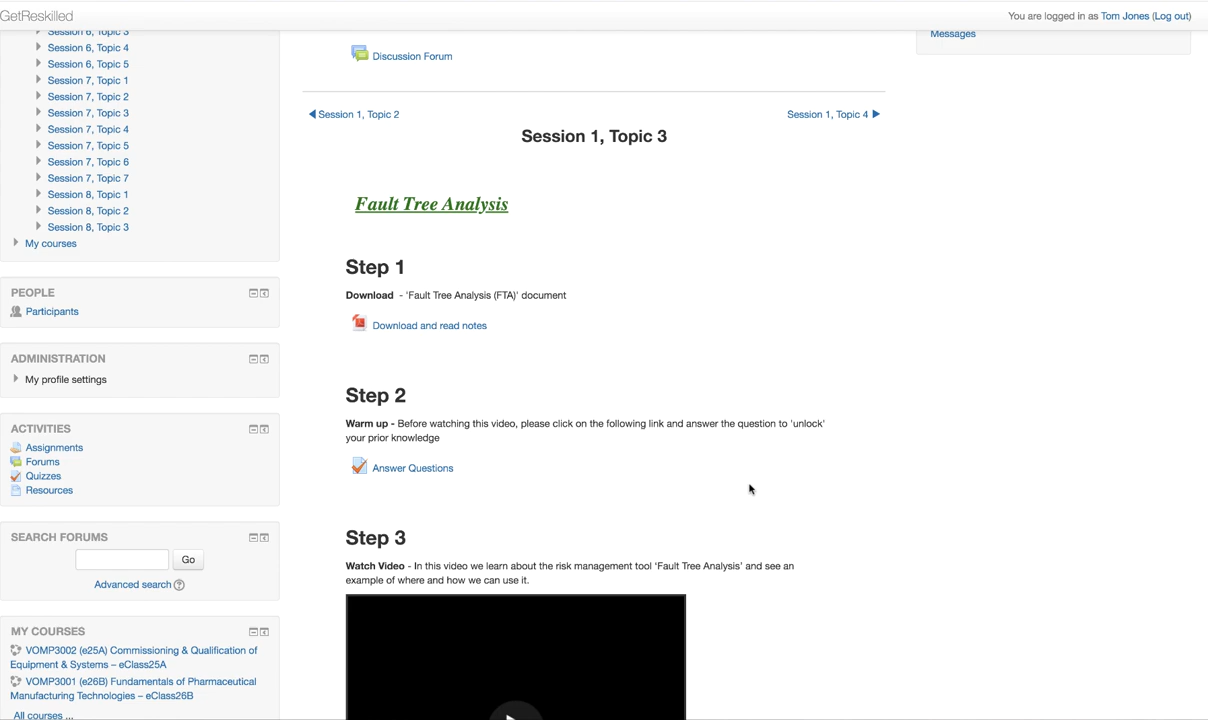 GetReskilled
You are logged in as Tom Jones (Log out)
Session 6, Topic 3
Session 6, Topic 4
Session 6, Topic 5
Session 7, Topic 1
Session 7, Topic 2
Session 7, Topic 3
Session 7, Topic 4
Session 7, Topic 5
Session 7, Topic 6
Session 7, Topic 7
Session 8, Topic 1
Session 8, Topic 2
Session 8, Topic 3
My courses
PEOPLE
Participants
ADMINISTRATION
My profile settings
ACTIVITIES
Assignments
Forums
Quizzes
Resources
SEARCH FORUMS
Go
Advanced search
MY COURSES
VOMP3002 (e25A) Commissioning & Qualification of
Equipment & Systems – eClass25A
VOMP3001 (e26B) Fundamentals of Pharmaceutical
Manufacturing Technologies – eClass26B
All courses ...
Discussion Forum
Session 1, Topic 2
Session 1, Topic 4
Session 1, Topic 3
Fault Tree Analysis
Step 1
Download - 'Fault Tree Analysis (FTA)' document
Download and read notes
Step 2
Warm up - Before watching this video, please click on the following link and answer the question to 'unlock'
your prior knowledge
Answer Questions
Step 3
Watch Video - In this video we learn about the risk management tool 'Fault Tree Analysis' and see an
example of where and how we can use it.
Messages